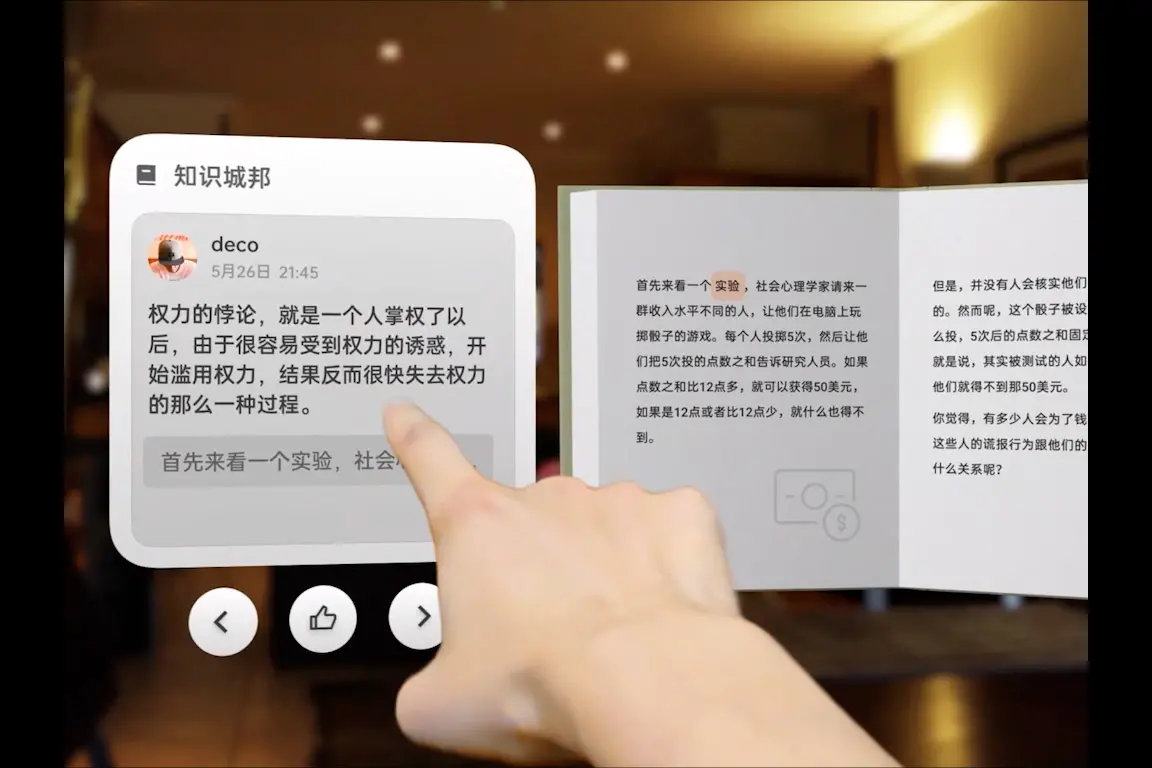 知识城邦
deco
5月26日 21:45
权力的悖论，就是一个人掌权了以
后，由于很容易受到权力的诱惑，开
始滥用权力，结果反而很快失去权力
的那么一种过程。
首先来看一个实验，社会
首先来看一个实验，社会心理学家请来一
群收入水平不同的人，让他们在电脑上玩
掷骰子的游戏。每个人投掷5次，然后让他
们把5次投的点数之和告诉研究人员。如果
点数之和比12点多，就可以获得50美元，
如果是12点或者比12点少，就什么也得不
到。
$
但是，并没有人会核实他们
的。然而呢，这个骰子被设
么投，5次后的点数之和固定
就是说，其实被测试的人如
他们就得不到那50美元。
你觉得，有多少人会为了钱
这些人的谎报行为跟他们的
什么关系呢？